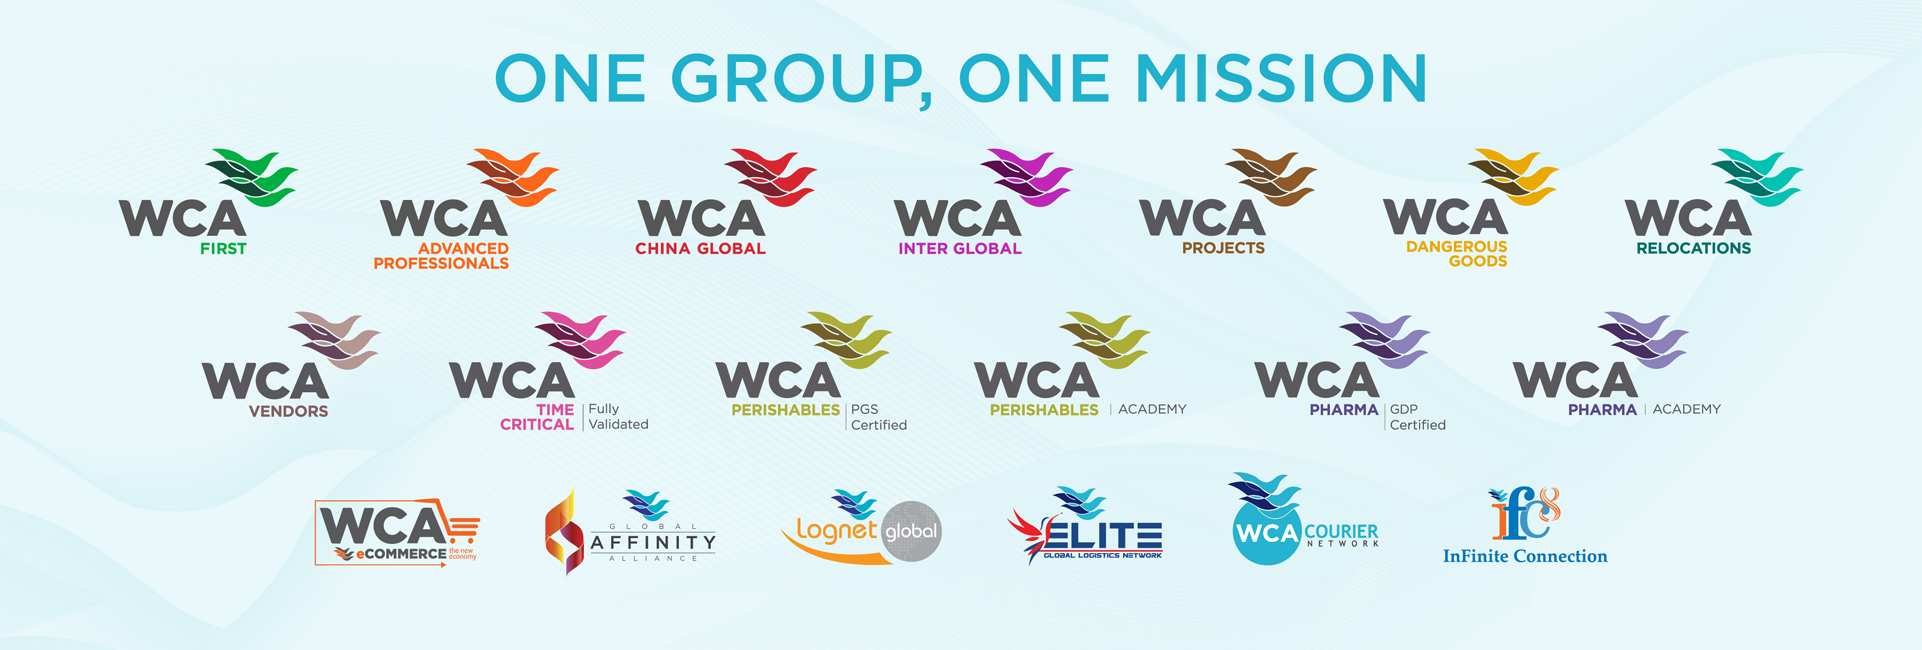 ONE GROUP, ONE MISSION
WCA
FIRST
WCA
ADVANCED
PROFESSIONALS
WCA
CHINA GLOBAL
WCA
INTER GLOBAL
WCA
PROJECTS
WCA
DANGEROUS
GOODS
WCA
RELOCATIONS
WCA
VENDORS
WCA
TIME
CRITICAL
Fully
Validated
WCA
PERISHABLES
PGS
Certified
WCA
PERISHABLES
ACADEMY
WCA
PHARMA
GDP
Certified
WCA
PHARMA
ACADEMY
WCA
eCOMMERCE
the new
economy
GLOBAL
AFFINITY
ALLIANCE
Lognet global
ELITE
GLOBAL LOGISTICS NETWORK
WCA COURIER
NETWORK
ifc8
InFinite Connection